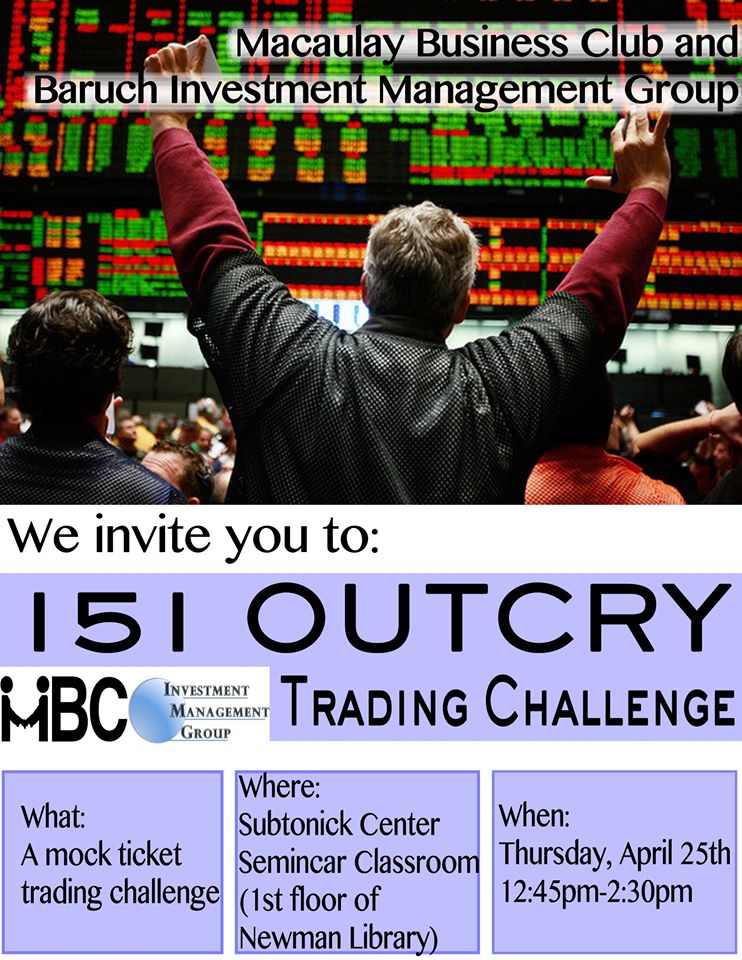 Macaulay Business Club and
Baruch Investment Management Group
We invite you to:
151 OUTCRY
MBC
INVESTMENT
MANAGEMENT
GROUP
TRADING CHALLENGE
What:
A mock ticket
trading challenge
Where:
Subtonick Center
Semincar Classroom
(1st floor of
Newman Library)
When:
Thursday, April 25th
12:45pm-2:30pm